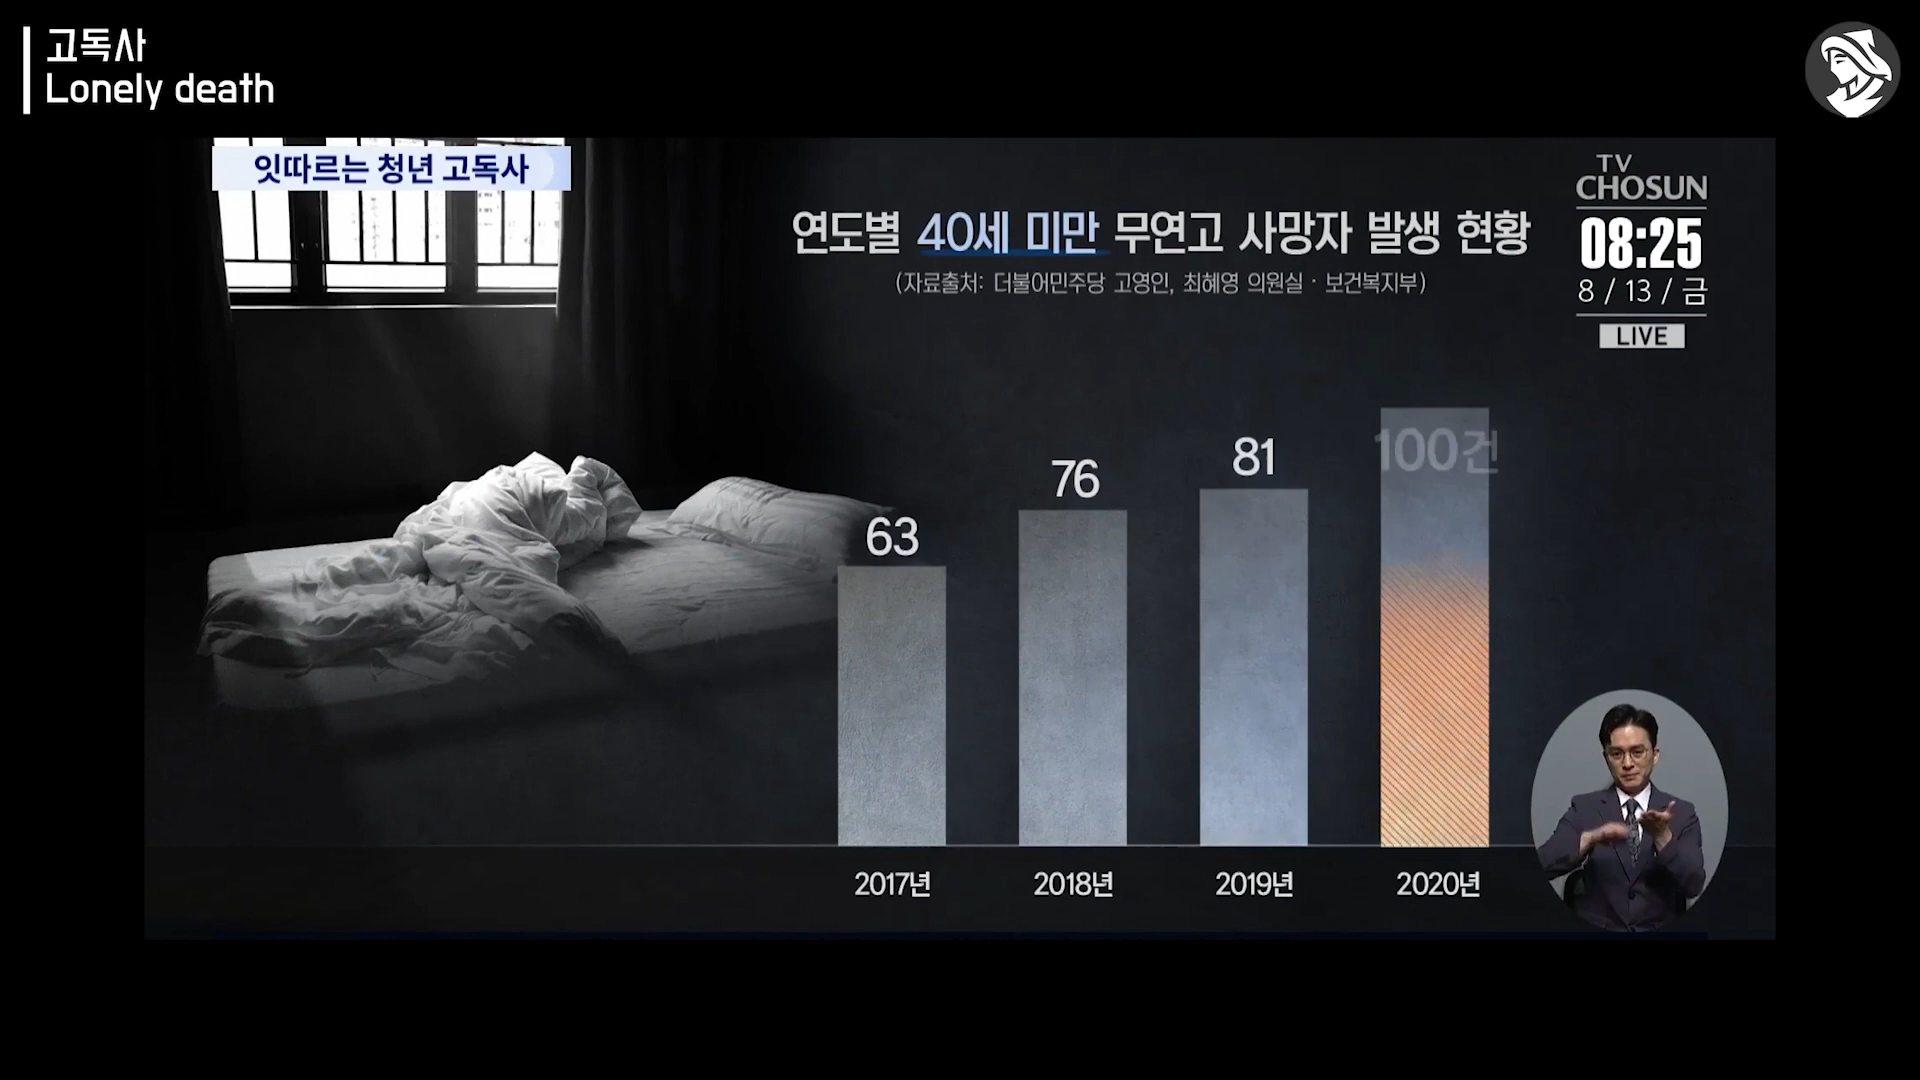 고독사
Lonely death
잇따르는 청년 고독사
연도별 40세 미만 무연고 사망자 발생 현황
(자료출처: 더불어민주당 고영인, 최혜영 의원실 · 보건복지부)
TV
CHOSUN
08:25
8 / 13 / 금
LIVE
63
76
81
100건
2017년
2018년
2019년
2020년